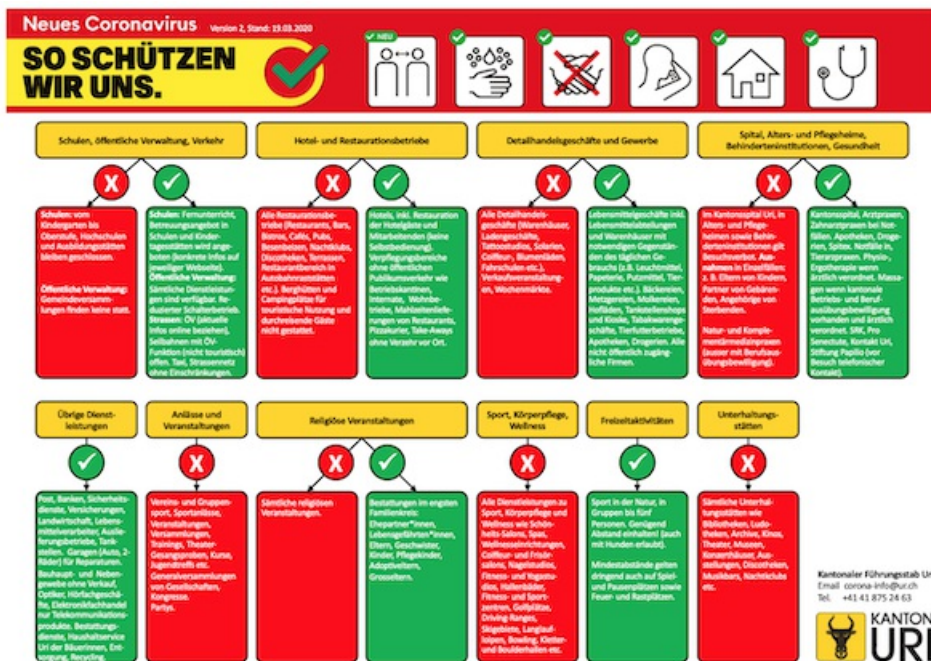 Neues Coronavirus Version 2, Stand: 19.03.2020
SO SCHÜTZEN
WIR UNS.
NEU
Schulen, öffentliche Verwaltung, Verkehr
Hotel- und Restaurationsbetriebe
Detailhandelsgeschäfte und Gewerbe
Spital, Alters- und Pflegeheime,
Behinderteninstitutionen, Gesundheit
Schulen: vom
Kindergarten bis
Oberstufe, Hochschulen
und Ausbildungsstätten
bleiben geschlossen.
Öffentliche Verwaltung:
Gemeindeversamm-
lungen finden keine statt.
Schulen: Fernunterricht,
Betreuungsangebot in
Schulen und Kinder-
tagesstätten wird ange-
boten (konkrete Infos auf
jeweiliger Webseite).
Öffentliche Verwaltung:
Sämtliche Dienstleistun-
gen sind verfügbar. Re-
duzierter Schalterbetrieb.
Strassen: ÖV (aktuelle
Infos online beziehen),
Seilbahnen mit ÖV-
Funktion (nicht touristisch)
offen. Taxi, Strassennetz
ohne Einschränkungen.
Alle Restaurationsbe-
triebe (Restaurants, Bars,
Bistros, Cafés, Pubs,
Besenbeizen, Nachtklubs,
Discotheken, Terrassen,
Restaurantbereich in
Autobahnraststätten
etc.). Berghütten und
Campingplätze für
touristische Nutzung und
durchreisende Gäste
nicht gestattet.
Hotels, inkl. Restauration
der Hotelgäste und
Mitarbeitenden (keine
Selbstbedienung).
Verpflegungsbereiche
ohne öffentlichen
Publikumsverkehr wie
Betriebskantinen,
Internate, Wohnbe-
triebe, Mahlzeitenliefe-
rungen von Restaurants,
Pizzakurier, Take-Aways
ohne Verzehr vor Ort.
Alle Detailhandels-
geschäfte (Warenhäuser,
Ladengeschäfte,
Tattoostudios, Solarien,
Coiffeur-, Blumenläden,
Fahrschulen etc.),
Verkaufsveranstaltun-
gen, Wochenmärkte.
Lebensmittelgeschäfte inkl.
Lebensmittelabteilungen
und Warenhäuser mit
notwendigen Gegenstän-
den des täglichen Ge-
brauchs (z.B. Leuchtmittel,
Papeterie, Putzmittel, Tier-
produkte etc.). Bäckereien,
Metzgereien, Molkereien,
Hofläden, Tankstellenshops
und Kioske, Tabakwarenge-
schäfte, Tierfutterbetriebe,
Apotheken, Drogerien. Alle
nicht öffentlich zugäng-
liche Firmen.
Im Kantonsspital Uri, in
Alters- und Pflege-
heimen sowie Behin-
derteninstitutionen gilt
Besuchsverbot. Aus-
nahmen in Einzelfällen:
z. B. Eltern von Kindern,
Partner von Gebären-
den, Angehörige von
Sterbenden.
Natur- und Komple-
mentärmedizinpraxen
(ausser mit Berufsaus-
übungsbewilligung).
Kantonsspital, Arztpraxen,
Zahnarztpraxen bei Not-
fällen. Apotheken, Droge-
rien, Spitex. Notfälle in
Tierarztpraxen. Physio-,
Ergotherapie wenn
ärztlich verordnet. Massa-
gen wenn kantonale
Betriebs- und Beruf-
ausübungsbewilligung
vorhanden und ärztlich
verordnet. SRK, Pro
Senectute, Kontakt Uri,
Stiftung Papilio (vor
Besuch telefonischer
Kontakt).
Übrige Dienst-
leistungen
Anlässe und
Veranstaltungen
Religiöse Veranstaltungen
Sport, Körperpflege,
Wellness
Freizeitaktivitäten
Unterhaltungs-
stätten
Post, Banken, Sicherheits-
dienste, Versicherungen,
Landwirtschaft, Lebens-
mittelverarbeiter, Auslie-
ferungsbetriebe, Tank-
stellen. Garagen (Auto, 2-
Räder) für Reparaturen.
Bauhaupt- und Neben-
gewebe ohne Verkauf,
Optiker, Hörfachgeschä-
fte, Elektronikfachhandel
nur Telekommunikations-
produkte. Bestattungs-
dienste, Haushaltservice
Uri der Bäuerinnen, Ent-
sorgung, Recycling.
Vereins- und Gruppen-
sport, Sportanlässe,
Veranstaltungen,
Versammlungen,
Trainings, Theater-
Gesangsproben, Kurse,
Jugendtreffs etc.
Generalversammlungen
von Gesellschaften,
Kongresse.
Partys.
Sämtliche religiösen
Veranstaltungen.
Bestattungen im engsten
Familienkreis:
Ehepartner*innen,
Lebensgefährten*innen,
Eltern, Geschwister,
Kinder, Pflegekinder,
Adoptiveltern,
Grosseltern.
Alle Dienstleistungen zu
Sport, Körperpflege und
Wellness wie Schön-
heits-Salons, Spas,
Wellnesseinrichtungen,
Coiffeur- und Frisör-
salons, Nagelstudios,
Fitness- und Yogastu-
dios, Hallenbäder,
Fitness- und Sport-
zentren, Golfplätze,
Driving-Ranges,
Skigebiete, Langlauf-
loipen, Bowling, Kletter-
und Boulderhallen etc.
Sport in der Natur, in
Gruppen bis fünf
Personen. Genügend
Abstand einhalten! (auch
mit Hunden erlaubt).
Mindestabstände gelten
dringend auch auf Spiel-
und Pausenplätzen sowie
Feuer- und Rastplätzen.
Sämtliche Unterhal-
tungsstätten wie
Bibliotheken, Ludo-
theken, Archive, Kinos,
Theater, Museen,
Konzerthäuser, Aus-
stellungen, Discotheken,
Musikbars, Nachtclubs
etc.
Kantonaler Führungsstab Uri
Email corona-info@ur.ch
Tel. +41 41 875 24 63
KANTON
URI